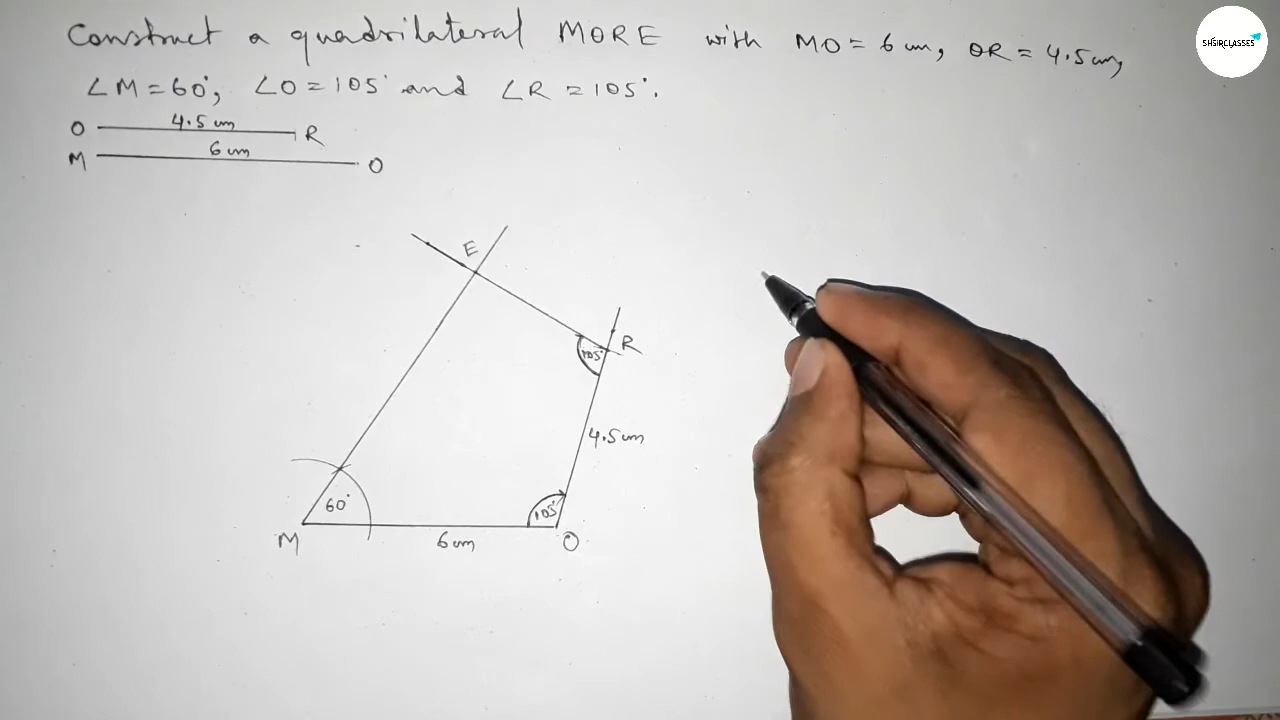 Construct a quadrilateral MORE with MO = 6 cm, OR = 4.5 cm,
∠M = 60°, ∠O = 105° and ∠R = 105°.
O 4.5 cm R
M 6 cm O
E
R
105°
4.5 cm
60°
105°
M 6 cm O
SHSIRCLASSES